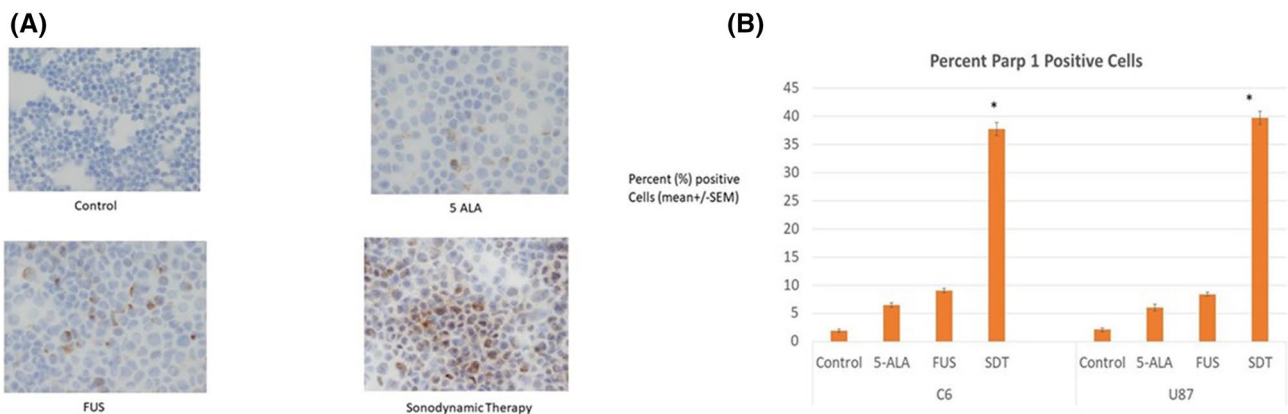 (A)
Control
5 ALA
FUS
Sonodynamic Therapy
(B)
Percent Parp 1 Positive Cells
Percent (%) positive
Cells (mean+/-SEM)
45
40
35
30
25
20
15
10
5
0
*
*
Control 5-ALA FUS SDT Control 5-ALA FUS SDT
C6 U87